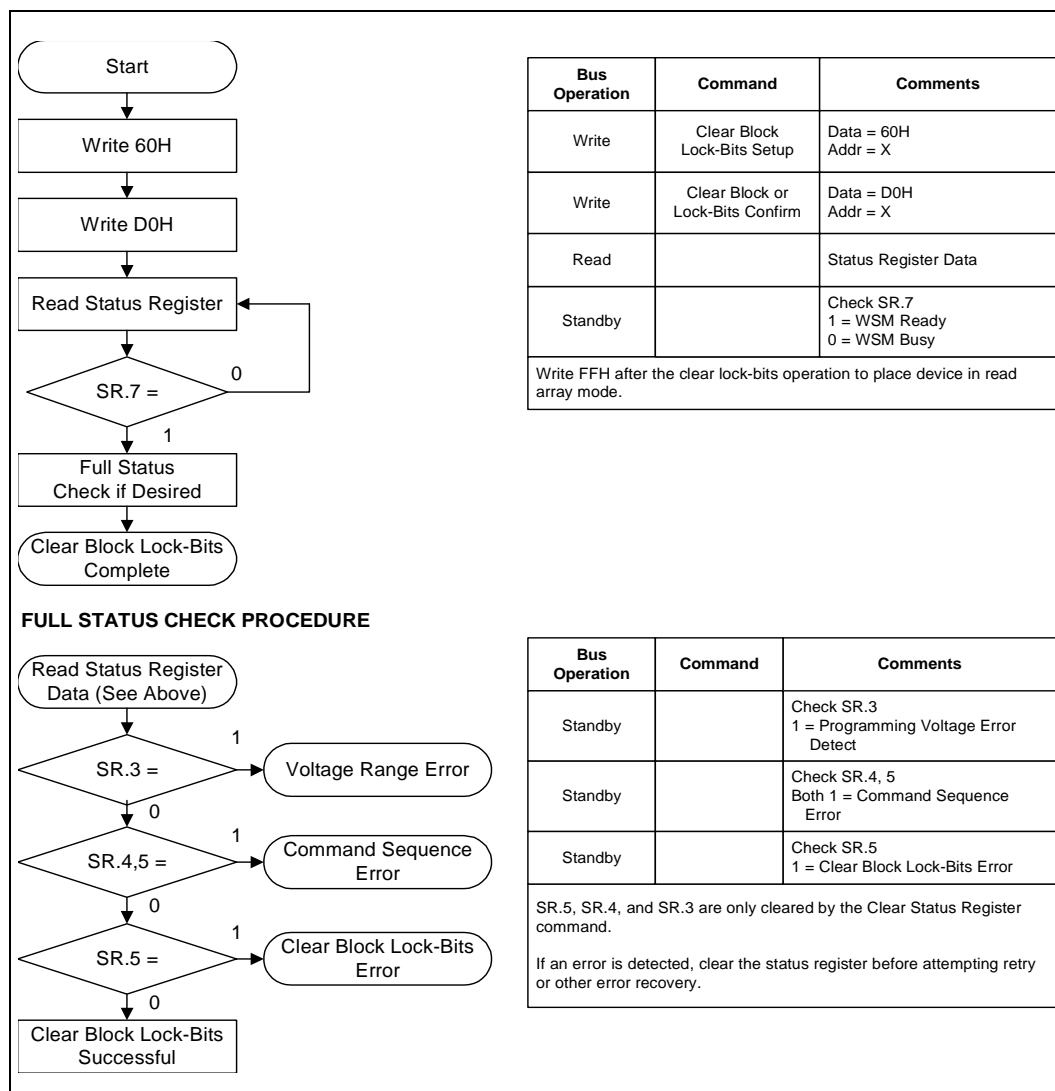 Start
Write 60H
Write D0H
Read Status Register
0
SR.7 =
1
Full Status
Check if Desired
Clear Block Lock-Bits
Complete
Bus
Operation
Command
Comments
Write
Clear Block
Lock-Bits Setup
Data = 60H
Addr = X
Write
Clear Block or
Lock-Bits Confirm
Data = D0H
Addr = X
Read
Status Register Data
Standby
Check SR.7
1 = WSM Ready
0 = WSM Busy
Write FFH after the clear lock-bits operation to place device in read
array mode.
FULL STATUS CHECK PROCEDURE
Read Status Register
Data (See Above)
1
SR.3 =
Voltage Range Error
0
1
SR.4,5 =
Command Sequence
Error
0
1
SR.5 =
Clear Block Lock-Bits
Error
0
Clear Block Lock-Bits
Successful
Bus
Operation
Command
Comments
Standby
Check SR.3
1 = Programming Voltage Error
Detect
Standby
Check SR.4, 5
Both 1 = Command Sequence
Error
Standby
Check SR.5
1 = Clear Block Lock-Bits Error
SR.5, SR.4, and SR.3 are only cleared by the Clear Status Register
command.
If an error is detected, clear the status register before attempting retry
or other error recovery.